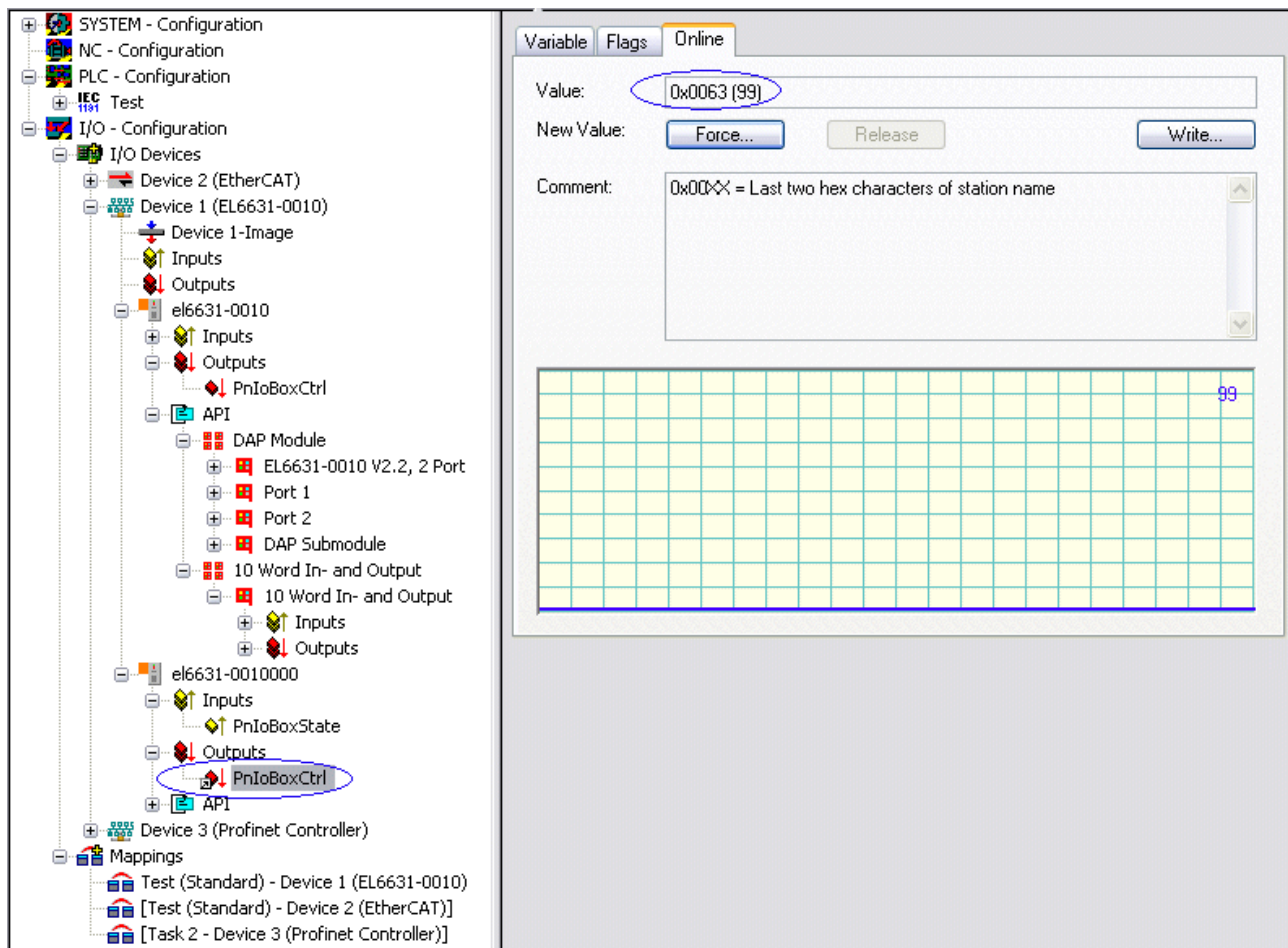 SYSTEM - Configuration
NC - Configuration
PLC - Configuration
IEC
1131
Test
I/O - Configuration
I/O Devices
Device 2 (EtherCAT)
Device 1 (EL6631-0010)
Device 1-Image
Inputs
Outputs
el6631-0010
Inputs
Outputs
PnIoBoxCtrl
API
DAP Module
EL6631-0010 V2.2, 2 Port
Port 1
Port 2
DAP Submodule
10 Word In- and Output
10 Word In- and Output
Inputs
Outputs
el6631-0010000
Inputs
PnIoBoxState
Outputs
PnIoBoxCtrl
API
Device 3 (Profinet Controller)
Mappings
Test (Standard) - Device 1 (EL6631-0010)
[Test (Standard) - Device 2 (EtherCAT)]
[Task 2 - Device 3 (Profinet Controller)]
Variable Flags Online
Value: 0x0063 (99)
New Value: Force... Release Write...
Comment: 0x00XX = Last two hex characters of station name
99